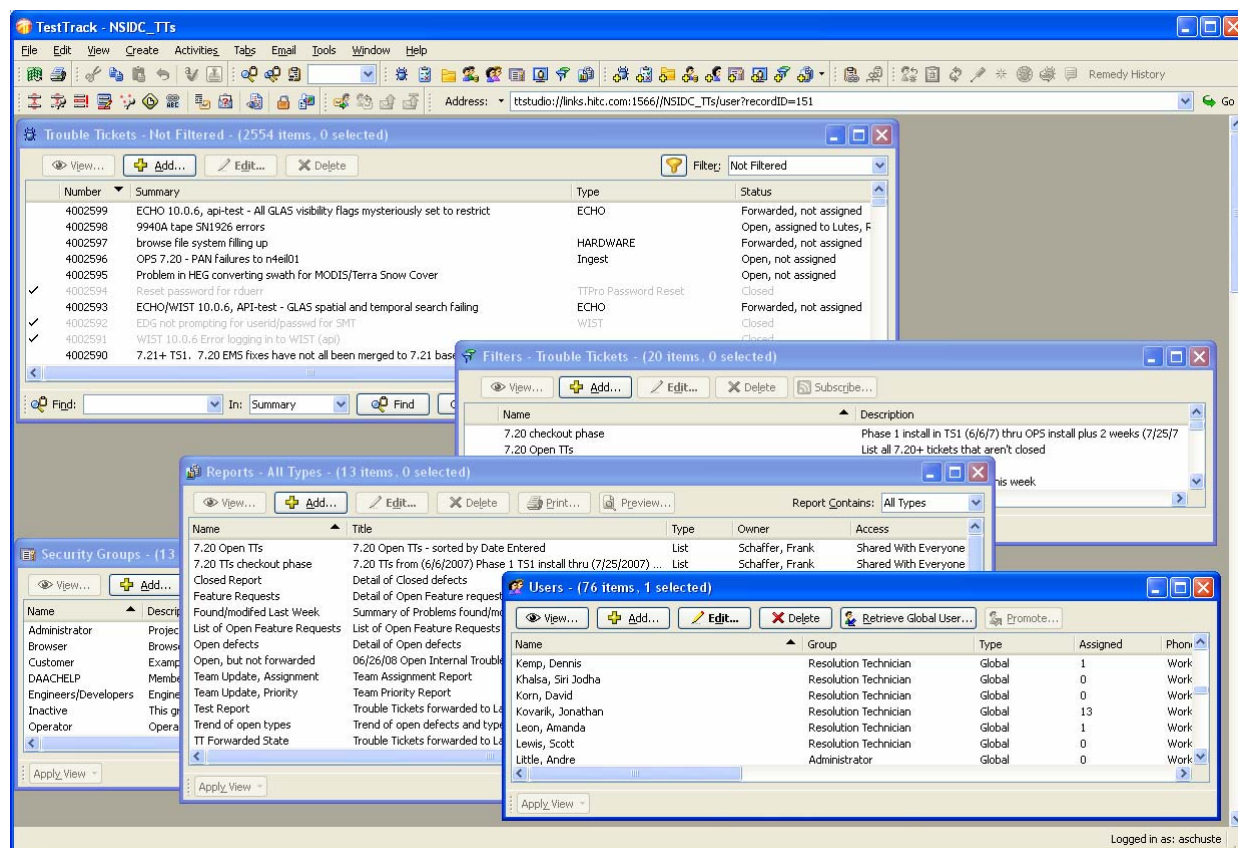 TestTrack - NSIDC_TTs
File Edit View Create Activities Tabs Email Tools Window Help
Remedy History
Address: ttstudio://links.hitc.com:1566//NSIDC_TTs/user?recordID=151 Go
Trouble Tickets - Not Filtered - (2554 items, 0 selected)
View... Add... Edit... Delete Filter: Not Filtered
Number Summary Type Status
4002599 ECHO 10.0.6, api-test - All GLAS visibility flags mysteriously set to restrict ECHO Forwarded, not assigned
4002598 9940A tape SN1926 errors Open, assigned to Lutes, R
4002597 browse file system filling up HARDWARE Forwarded, not assigned
4002596 OPS 7.20 - PAN failures to n4eil01 Ingest Open, not assigned
4002595 Problem in HEG converting swath for MODIS/Terra Snow Cover Open, not assigned
4002594 Reset password for rduerr TTPro Password Reset Closed
4002593 ECHO/WIST 10.0.6, API-test - GLAS spatial and temporal search failing ECHO Forwarded, not assigned
4002592 EDG not prompting for userid/passwd for SMT WIST Closed
4002591 WIST 10.0.6 Error logging in to WIST (api) Closed
4002590 7.21+ TS1. 7.20 EMS fixes have not all been merged to 7.21 base
Find: In: Summary Find
Filters - Trouble Tickets - (20 items, 0 selected)
View... Add... Edit... Delete Subscribe...
Name Description
7.20 checkout phase Phase 1 install in TS1 (6/6/7) thru OPS install plus 2 weeks (7/25/7
7.20 Open TTs List all 7.20+ tickets that aren't closed
his week
Reports - All Types - (13 items, 0 selected)
View... Add... Edit... Delete Print... Preview... Report Contains: All Types
Name Title Type Owner Access
7.20 Open TTs 7.20 Open TTs - sorted by Date Entered List Schaffer, Frank Shared With Everyone
7.20 TTs checkout phase 7.20 TTs from (6/6/2007) Phase 1 TS1 install thru (7/25/2007) ... List Schaffer, Frank Shared With Everyone
Closed Report Detail of Closed defects
Feature Requests Detail of Open Feature request
Found/modifed Last Week Summary of Problems found/mo
List of Open Feature Requests List of Open Feature Requests
Open defects Detail of Open defects
Open, but not forwarded 06/26/08 Open Internal Trouble
Team Update, Assignment Team Assignment Report
Team Update, Priority Team Priority Report
Test Report Trouble Tickets forwarded to La
Trend of open types Trend of open defects and type
TT Forwarded State Trouble Tickets forwarded to La
Apply View
Security Groups - (13
View... Add...
Name Descrip
Administrator Projec
Browser Browse
Customer Examp
DAACHELP Membe
Engineers/Developers Engine
Inactive This gr
Operator Opera
Apply View
Users - (76 items, 1 selected)
View... Add... Edit... Delete Retrieve Global User... Promote...
Name Group Type Assigned Phon
Kemp, Dennis Resolution Technician Global 1 Work
Khalsa, Siri Jodha Resolution Technician Global 0 Work
Korn, David Resolution Technician Global 0 Work
Kovarik, Jonathan Resolution Technician Global 13 Work
Leon, Amanda Resolution Technician Global 1 Work
Lewis, Scott Resolution Technician Global 0 Work
Little, Andre Administrator Global 0 Work
Apply View
Logged in as: aschuste